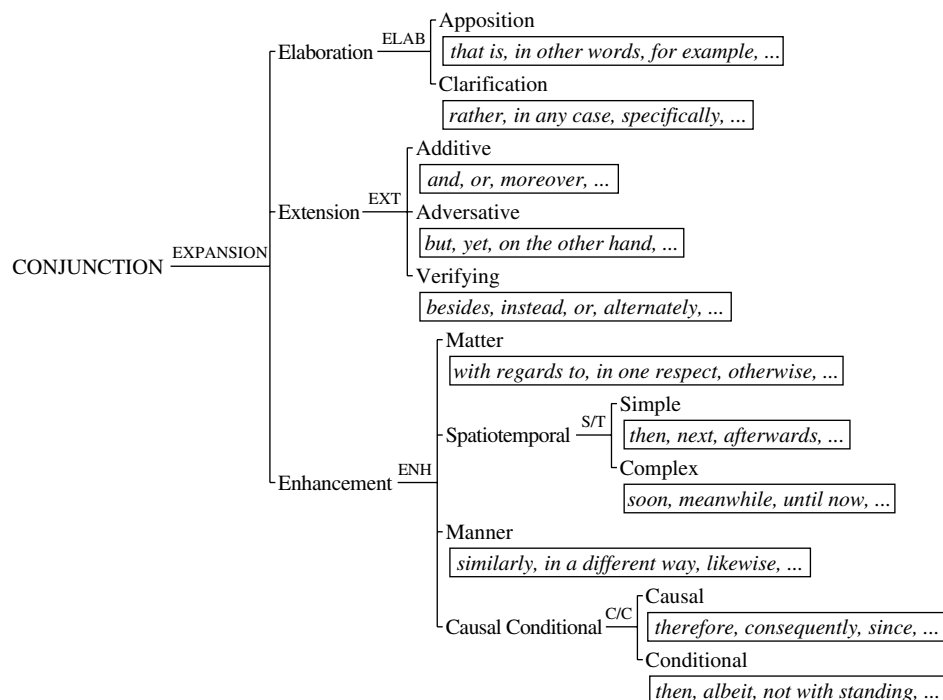 Apposition
Elaboration ELAB
that is, in other words, for example, ...
Clarification
rather, in any case, specifically, ...
Additive
and, or, moreover, ...
Extension EXT Adversative
but, yet, on the other hand, ...
CONJUNCTION EXPANSION
Verifying
besides, instead, or, alternately, ...
Matter
with regards to, in one respect, otherwise, ...
Simple
Spatiotemporal S/T
then, next, afterwards, ...
Complex
Enhancement ENH
soon, meanwhile, until now, ...
Manner
similarly, in a different way, likewise, ...
Causal
Causal Conditional C/C
therefore, consequently, since, ...
Conditional
then, albeit, not with standing, ...